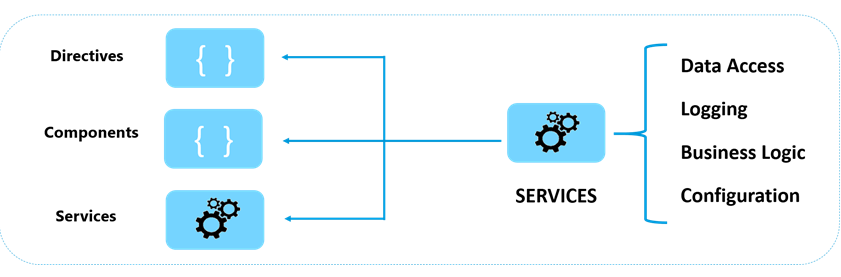 Directives
{ }
Components
{ }
Services
SERVICES
Data Access
Logging
Business Logic
Configuration